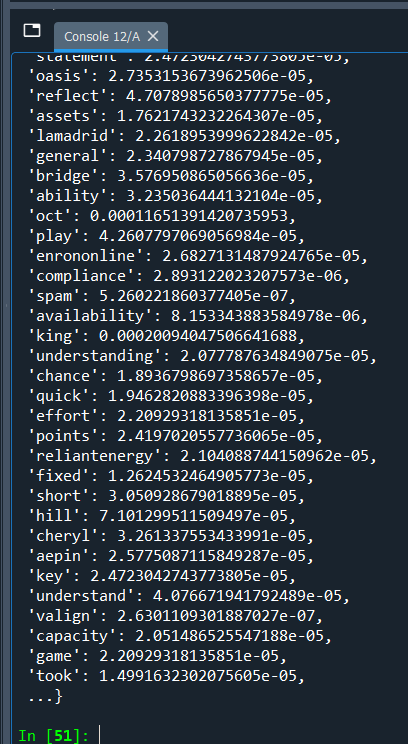 Console 12/A
'statement': 2.4723042743773805e-05,
'oasis': 2.7353153673962506e-05,
'reflect': 4.7078985650377775e-05,
'assets': 1.7621743232264307e-05,
'lamadrid': 2.2618953999622842e-05,
'general': 2.340798727867945e-05,
'bridge': 3.576950865056636e-05,
'ability': 3.235036444132104e-05,
'oct': 0.00011651391420735953,
'play': 4.2607797069056984e-05,
'enrononline': 2.6827131487924765e-05,
'compliance': 2.893122023207573e-06,
'spam': 5.260221860377405e-07,
'availability': 8.153343883584978e-06,
'king': 0.00020094047506641688,
'understanding': 2.077787634849075e-05,
'chance': 1.8936798697358657e-05,
'quick': 1.9462820883396398e-05,
'effort': 2.20929318135851e-05,
'points': 2.4197020557736065e-05,
'reliantenergy': 2.104088744150962e-05,
'fixed': 1.2624532464905773e-05,
'short': 3.050928679018895e-05,
'hill': 7.101299511509497e-05,
'cheryl': 3.261337553433991e-05,
'aepin': 2.5775087115849287e-05,
'key': 2.4723042743773805e-05,
'understand': 4.076671941792489e-05,
'valign': 2.6301109301887027e-07,
'capacity': 2.051486525547188e-05,
'game': 2.20929318135851e-05,
'took': 1.4991632302075605e-05,
...}
In [51]: